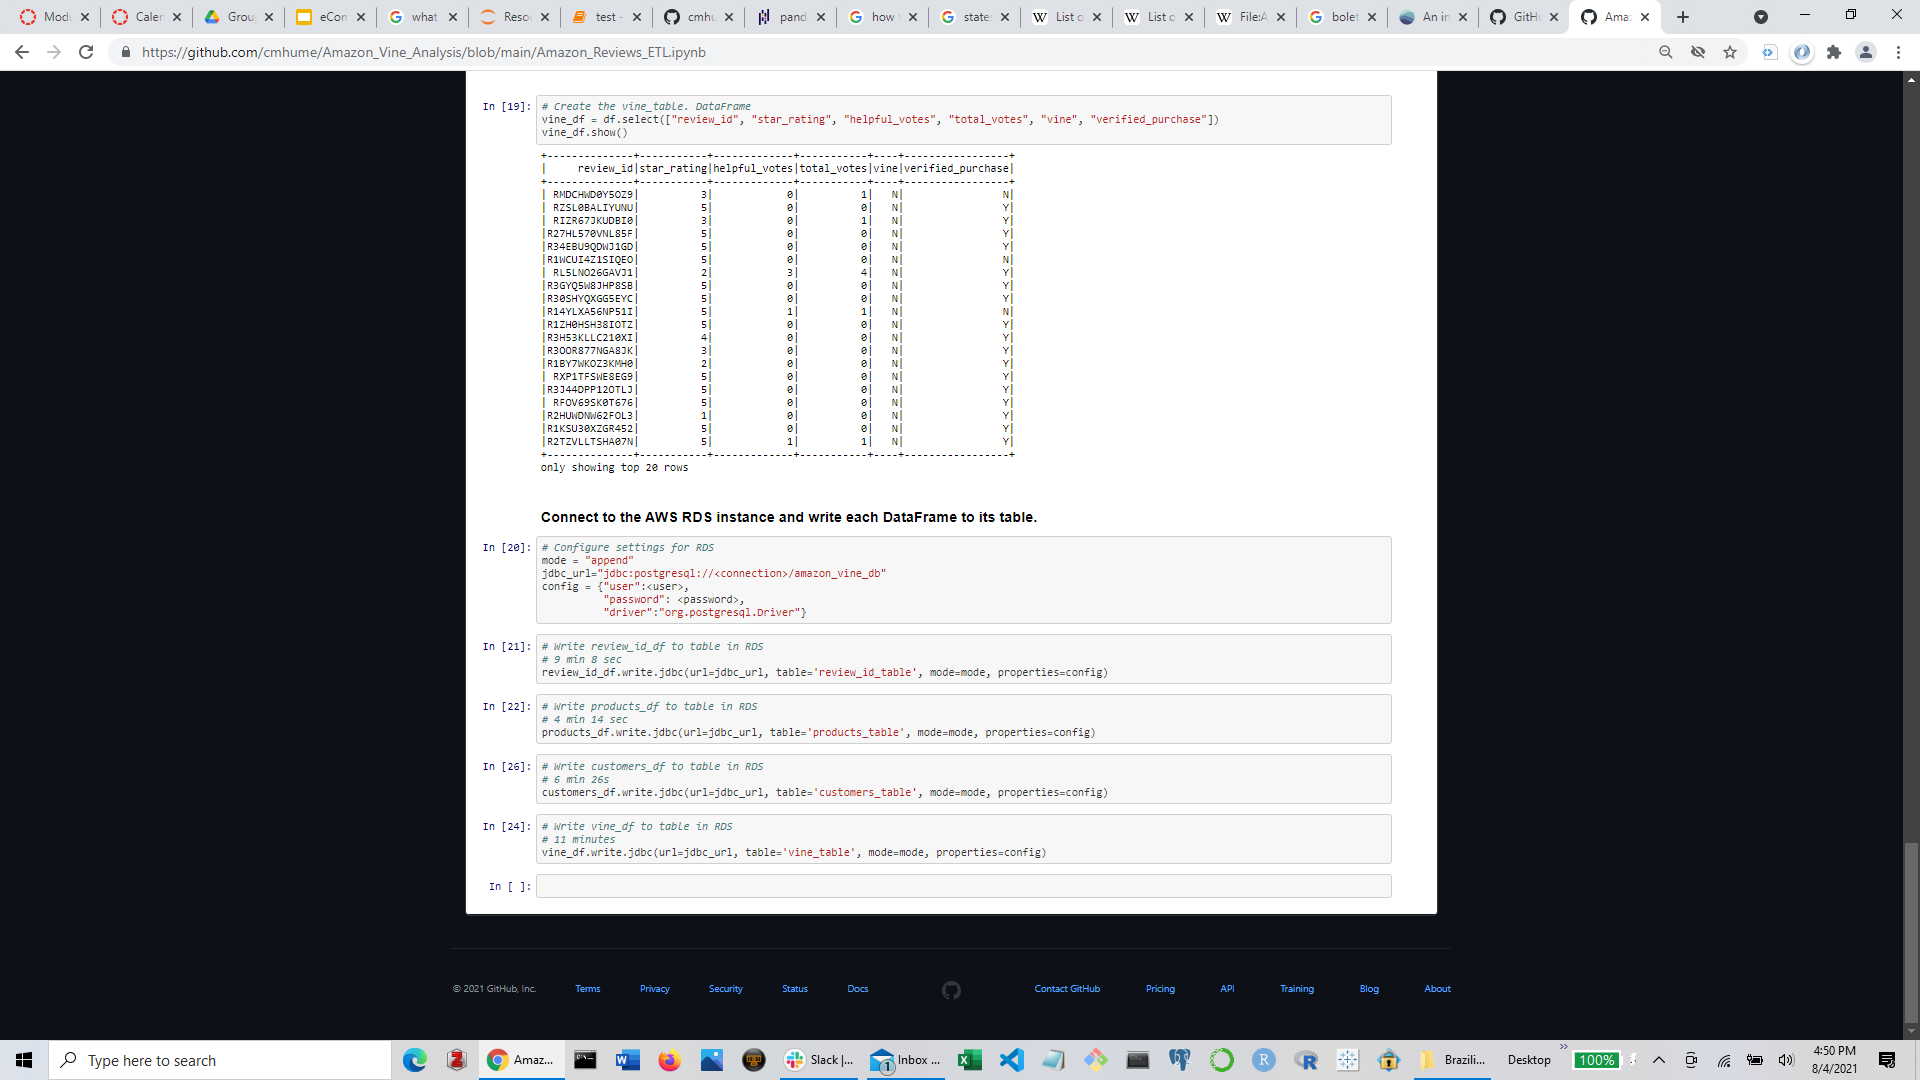 Mod
Calen
Grou
eCon
what
Reso
test -
cmhu
pand
how t
state
List o
List o
File:A
bolet
An in
GitHu
Amaz
https://github.com/cmhume/Amazon_Vine_Analysis/blob/main/Amazon_Reviews_ETL.ipynb
In [19]:
# Create the vine_table. DataFrame
vine_df = df.select(["review_id", "star_rating", "helpful_votes", "total_votes", "vine", "verified_purchase"])
vine_df.show()
+--------------+-----------+-------------+-----------+----+-----------------+
|     review_id|star_rating|helpful_votes|total_votes|vine|verified_purchase|
+--------------+-----------+-------------+-----------+----+-----------------+
| RMDCHWD0Y5OZ9|          3|            0|          1|   N|                N|
| RZSL0BALIYUNU|          5|            0|          0|   N|                Y|
| RIZR67JKUDBI0|          3|            0|          1|   N|                Y|
|R27HL570VNL85F|          5|            0|          0|   N|                Y|
|R34EBU9QDWJ1GD|          5|            0|          0|   N|                Y|
|R1WCUI4Z1SIQEO|          5|            0|          0|   N|                N|
| RL5LNO26GAVJ1|          2|            3|          4|   N|                Y|
|R3GYQ5W8JHP8SB|          5|            0|          0|   N|                Y|
|R30SHYQXGG5EYC|          5|            0|          0|   N|                Y|
|R14YLXA56NP51I|          5|            1|          1|   N|                N|
|R1ZH0HSH38IOTZ|          5|            0|          0|   N|                Y|
|R3H53KLLC210XI|          4|            0|          0|   N|                Y|
|R3OOR877NGA8JK|          3|            0|          0|   N|                Y|
|R1BY7WKOZ3KMH0|          2|            0|          0|   N|                Y|
| RXP1TFSWE8EG9|          5|            0|          0|   N|                Y|
|R3J44DPP12OTLJ|          5|            0|          0|   N|                Y|
| RFOV69SK0T676|          5|            0|          0|   N|                Y|
|R2HUWDNW62FOL3|          1|            0|          0|   N|                Y|
|R1KSU30XZGR452|          5|            0|          0|   N|                Y|
|R2TZVLLTSHA07N|          5|            1|          1|   N|                Y|
+--------------+-----------+-------------+-----------+----+-----------------+
only showing top 20 rows
Connect to the AWS RDS instance and write each DataFrame to its table.
In [20]:
# Configure settings for RDS
mode = "append"
jdbc_url="jdbc:postgresql://<connection>/amazon_vine_db"
config = {"user":<user>,
"password": <password>,
"driver":"org.postgresql.Driver"}
In [21]:
# Write review_id_df to table in RDS
# 9 min 8 sec
review_id_df.write.jdbc(url=jdbc_url, table='review_id_table', mode=mode, properties=config)
In [22]:
# Write products_df to table in RDS
# 4 min 14 sec
products_df.write.jdbc(url=jdbc_url, table='products_table', mode=mode, properties=config)
In [26]:
# Write customers_df to table in RDS
# 6 min 26s
customers_df.write.jdbc(url=jdbc_url, table='customers_table', mode=mode, properties=config)
In [24]:
# Write vine_df to table in RDS
# 11 minutes
vine_df.write.jdbc(url=jdbc_url, table='vine_table', mode=mode, properties=config)
In [ ]:
© 2021 GitHub, Inc.
Terms
Privacy
Security
Status
Docs
Contact GitHub
Pricing
API
Training
Blog
About
Type here to search
Amaz...
Slack |...
1
Inbox ...
Brazili...
Desktop
100%
4:50 PM
8/4/2021